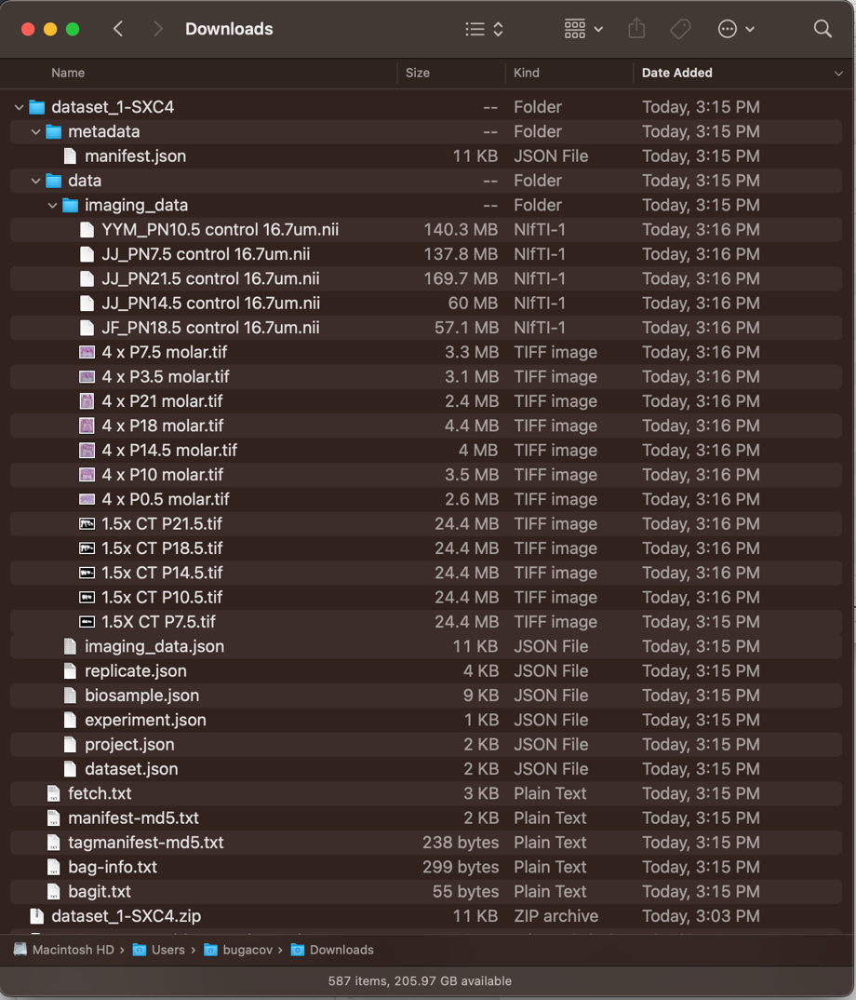 Downloads
Name Size Kind Date Added
dataset_1-SXC4 -- Folder Today, 3:15 PM
metadata -- Folder Today, 3:15 PM
manifest.json 11 KB JSON File Today, 3:15 PM
data -- Folder Today, 3:15 PM
imaging_data -- Folder Today, 3:15 PM
YYM_PN10.5 control 16.7um.nii 140.3 MB NIfTI-1 Today, 3:16 PM
JJ_PN7.5 control 16.7um.nii 137.8 MB NIfTI-1 Today, 3:16 PM
JJ_PN21.5 control 16.7um.nii 169.7 MB NIfTI-1 Today, 3:16 PM
JJ_PN14.5 control 16.7um.nii 60 MB NIfTI-1 Today, 3:16 PM
JF_PN18.5 control 16.7um.nii 57.1 MB NIfTI-1 Today, 3:16 PM
4 x P7.5 molar.tif 3.3 MB TIFF image Today, 3:16 PM
4 x P3.5 molar.tif 3.1 MB TIFF image Today, 3:16 PM
4 x P21 molar.tif 2.4 MB TIFF image Today, 3:16 PM
4 x P18 molar.tif 4.4 MB TIFF image Today, 3:16 PM
4 x P14.5 molar.tif 4 MB TIFF image Today, 3:16 PM
4 x P10 molar.tif 3.5 MB TIFF image Today, 3:16 PM
4 x P0.5 molar.tif 2.6 MB TIFF image Today, 3:16 PM
1.5x CT P21.5.tif 24.4 MB TIFF image Today, 3:16 PM
1.5x CT P18.5.tif 24.4 MB TIFF image Today, 3:16 PM
1.5x CT P14.5.tif 24.4 MB TIFF image Today, 3:16 PM
1.5x CT P10.5.tif 24.4 MB TIFF image Today, 3:16 PM
1.5X CT P7.5.tif 24.4 MB TIFF image Today, 3:15 PM
imaging_data.json 11 KB JSON File Today, 3:15 PM
replicate.json 4 KB JSON File Today, 3:15 PM
biosample.json 9 KB JSON File Today, 3:15 PM
experiment.json 1 KB JSON File Today, 3:15 PM
project.json 2 KB JSON File Today, 3:15 PM
dataset.json 2 KB JSON File Today, 3:15 PM
fetch.txt 3 KB Plain Text Today, 3:15 PM
manifest-md5.txt 2 KB Plain Text Today, 3:15 PM
tagmanifest-md5.txt 238 bytes Plain Text Today, 3:15 PM
bag-info.txt 299 bytes Plain Text Today, 3:15 PM
bagit.txt 55 bytes Plain Text Today, 3:15 PM
dataset_1-SXC4.zip 11 KB ZIP archive Today, 3:03 PM
Macintosh HD › Users › bugacov › Downloads
587 items, 205.97 GB available